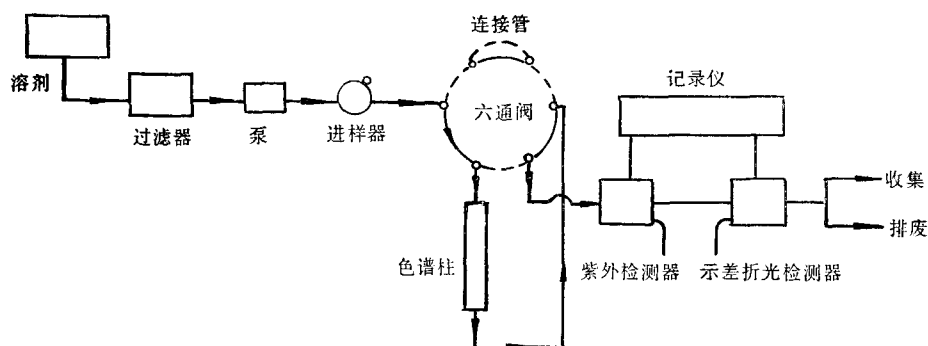 连接管
溶剂
过滤器
泵
进样器
六通阀
记录仪
收集
排废
色谱柱
紫外检测器
示差折光检测器